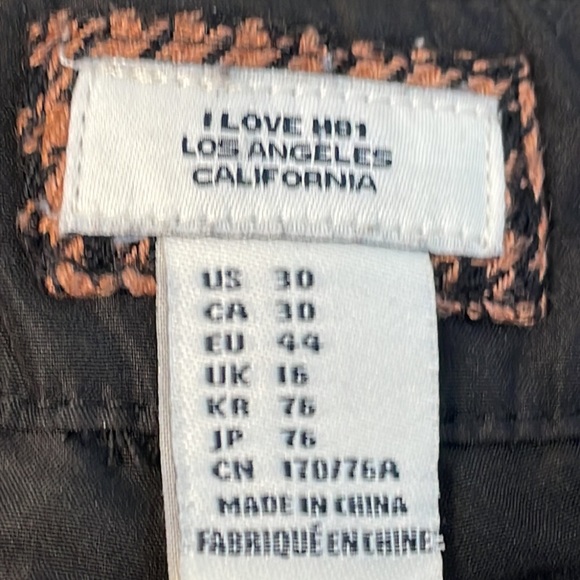 I LOVE H81
LOS ANGELES
CALIFORNIA
US 30
CA 30
EU 44
UK 16
KR 76
JP 76
CN 170/76A
MADE IN CHINA
FABRIQUÉ EN CHINE